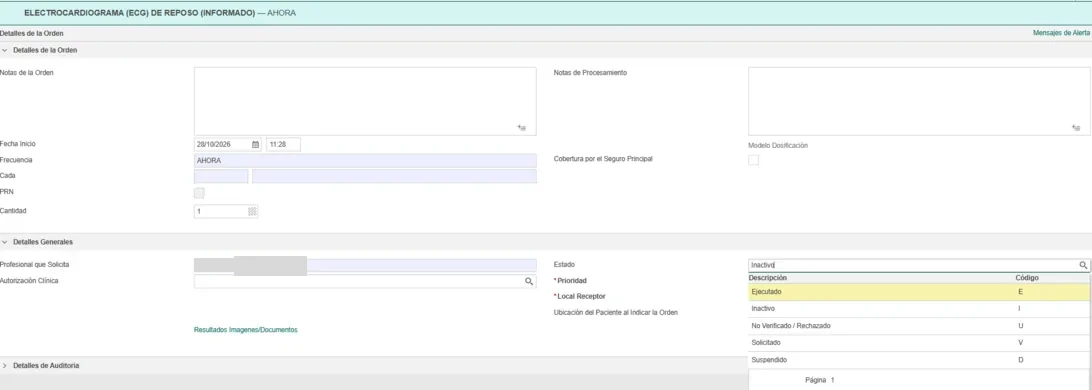 ELECTROCARDIOGRAMA (ECG) DE REPOSO (INFORMADO) — AHORA
Detalles de la Orden
Mensajes de Alerta
Detalles de la Orden
Notas de la Orden
Notas de Procesamiento
Fecha Inicio 28/10/2026 11:28
Modelo Dosificación
Frecuencia AHORA
Cobertura por el Seguro Principal
Cada
PRN
Cantidad 1
Detalles Generales
Profesional que Solicita
Estado Inactivo
Autorización Clínica
*Prioridad
*Local Receptor
Ubicación del Paciente al Indicar la Orden
Resultados Imagenes/Documentos
Descripción Código
Ejecutado E
Inactivo I
No Verificado / Rechazado U
Solicitado V
Suspendido D
Página 1
Detalles de Auditoria